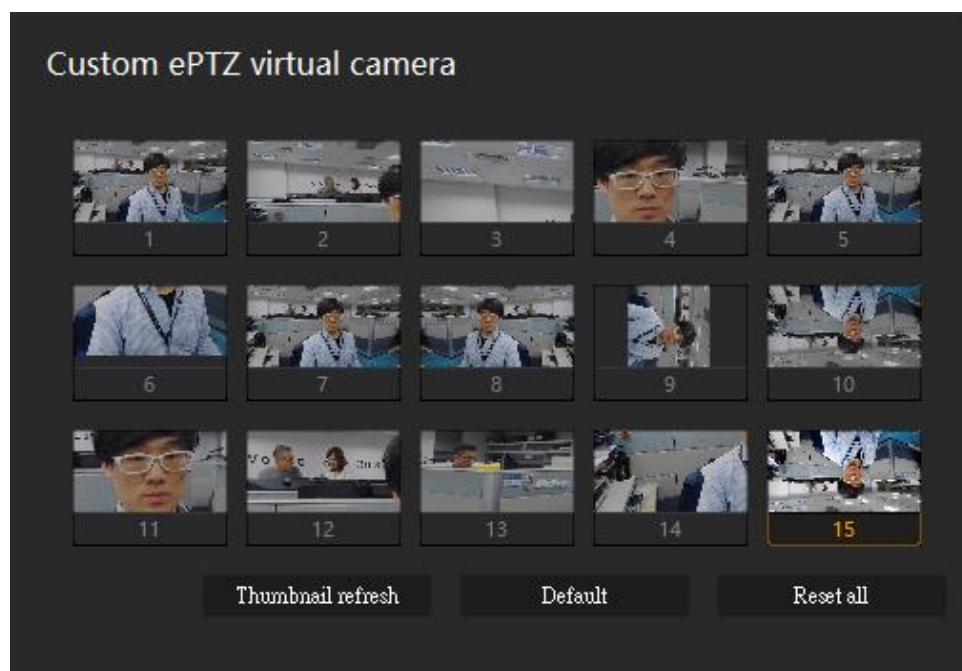 Custom ePTZ virtual camera
1 2 3 4 5
6 7 8 9 10
11 12 13 14 15
Thumbnail refresh Default Reset all